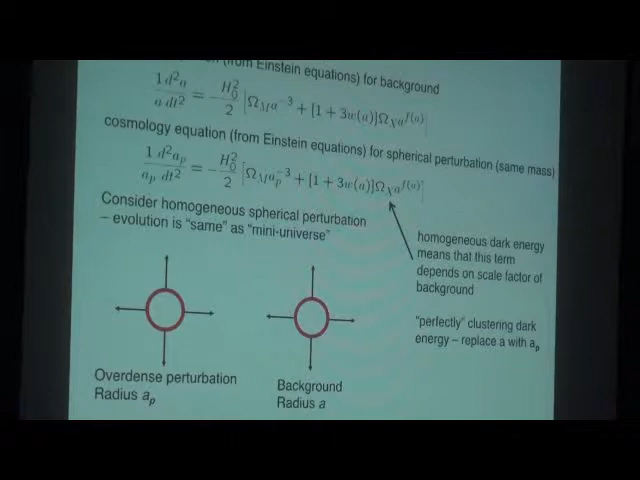 (from Einstein equations) for background
1/a d²a/dt² = − H₀²/2 [Ω_M a⁻³ + [1 + 3w(a)]Ω_X a^{f(a)}]
cosmology equation (from Einstein equations) for spherical perturbation (same mass)
1/a_p d²a_p/dt² = − H₀²/2 [Ω_M a_p⁻³ + [1 + 3w(a)]Ω_X a^{f(a)}]
Consider homogeneous spherical perturbation
– evolution is “same” as “mini-universe”
homogeneous dark energy
means that this term
depends on scale factor of
background
“perfectly” clustering dark
energy – replace a with a_p
Overdense perturbation
Radius a_p
Background
Radius a